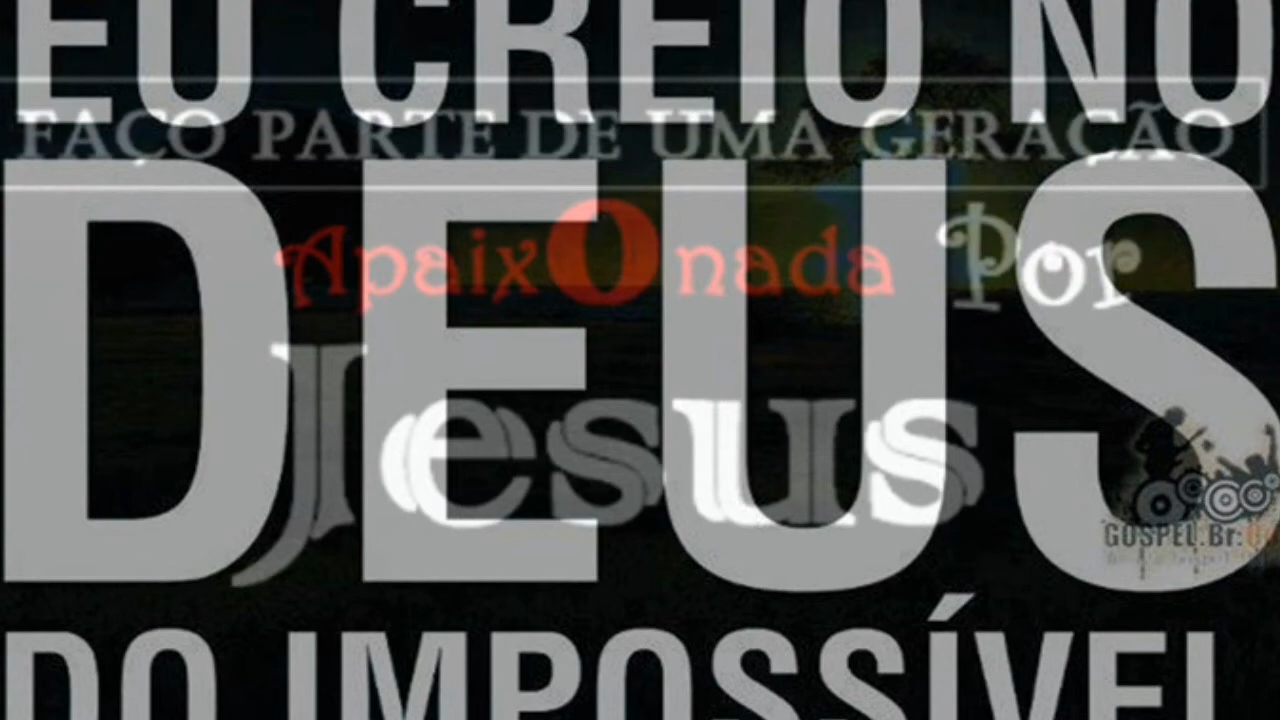 EU CREIO NO
FAÇO PARTE DE UMA GERAÇÃO
DEUS
ApaixOnada Por
Jesus
GOSPEL.Br
DO IMPOSSÍVEL